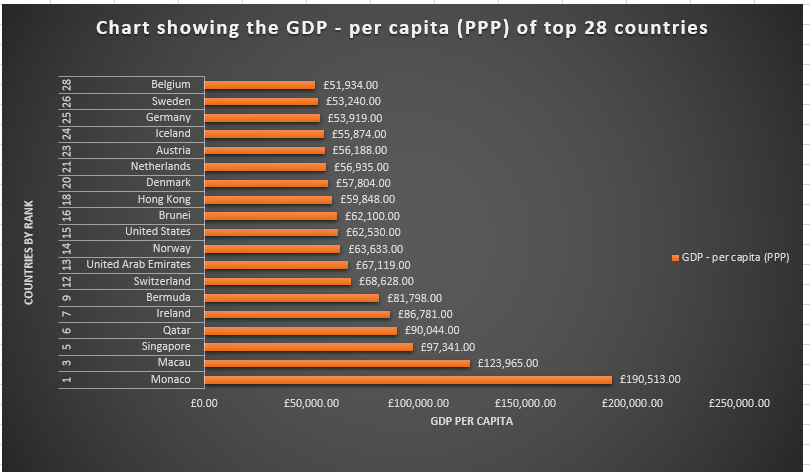 Chart showing the GDP - per capita (PPP) of top 28 countries
28 Belgium £51,934.00
26 Sweden £53,240.00
25 Germany £53,919.00
24 Iceland £55,874.00
23 Austria £56,188.00
21 Netherlands £56,935.00
20 Denmark £57,804.00
18 Hong Kong £59,848.00
16 Brunei £62,100.00
15 United States £62,530.00
14 Norway £63,633.00
13 United Arab Emirates £67,119.00
12 Switzerland £68,628.00
9 Bermuda £81,798.00
7 Ireland £86,781.00
6 Qatar £90,044.00
5 Singapore £97,341.00
3 Macau £123,965.00
1 Monaco £190,513.00
COUNTRIES BY RANK
GDP - per capita (PPP)
£0.00 £50,000.00 £100,000.00 £150,000.00 £200,000.00 £250,000.00
GDP PER CAPITA